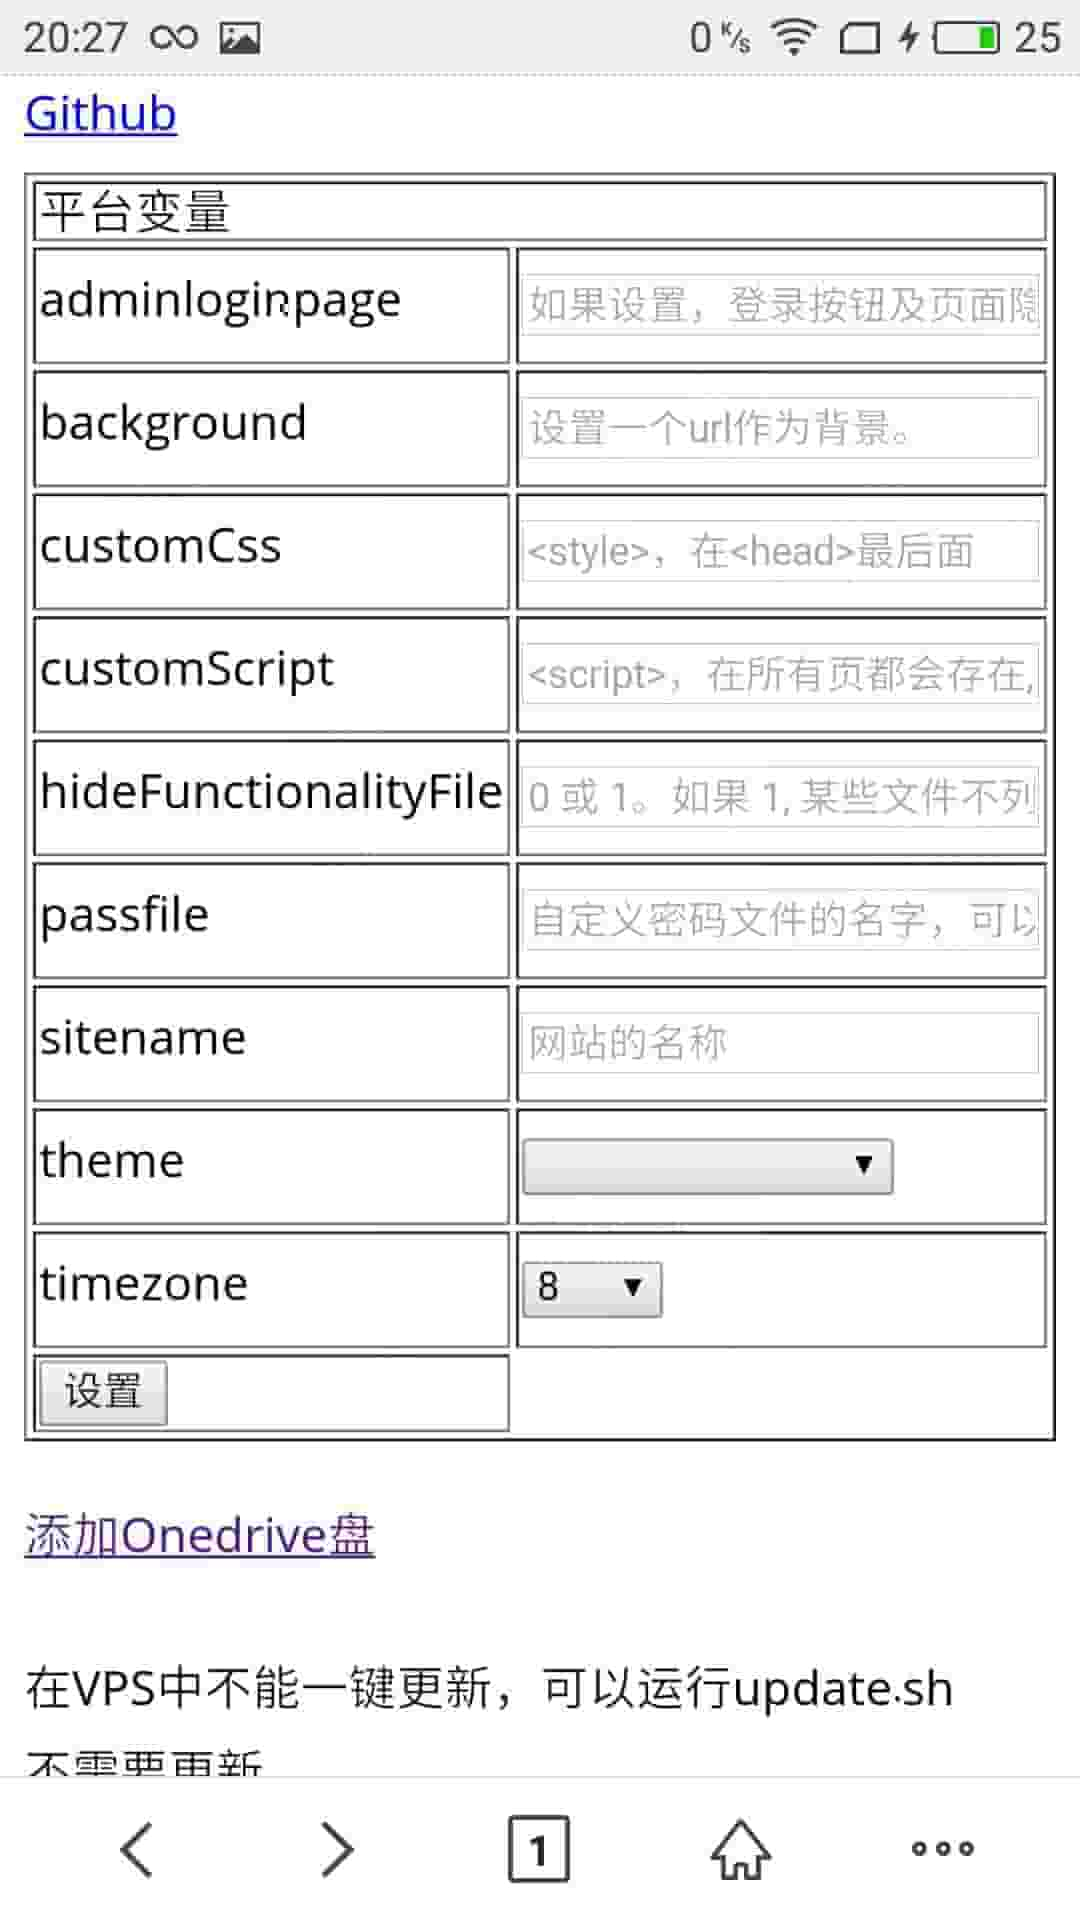 20:27 0 K/s 25
Github
平台变量
adminloginpage 如果设置，登录按钮及页面隐
background 设置一个url作为背景。
customCss <style>，在<head>最后面
customScript <script>，在所有页都会存在,
hideFunctionalityFile 0 或 1。如果 1, 某些文件不列
passfile 自定义密码文件的名字，可以
sitename 网站的名称
theme
timezone 8
设置
添加Onedrive盘
在VPS中不能一键更新，可以运行update.sh
不需要更新
1